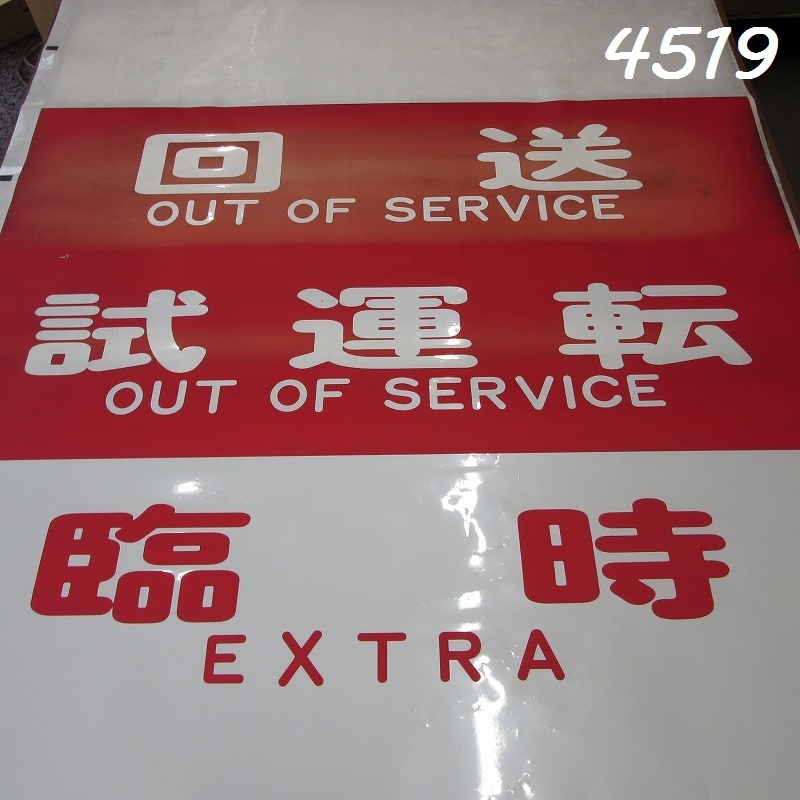 4519
回送
OUT OF SERVICE
試運転
OUT OF SERVICE
臨時
EXTRA